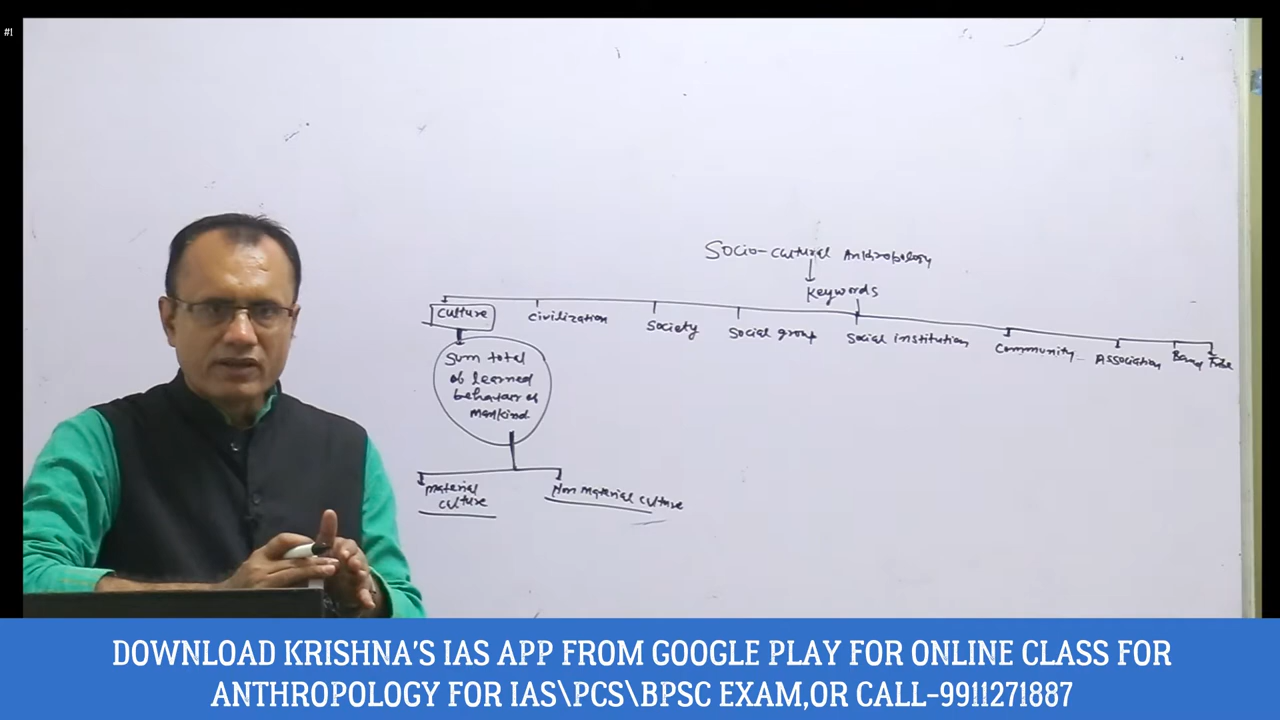 #1
Socio-cultural Anthropology
Keywords
culture
civilization
Society
Social group
Social institution
Community
Association
Band
Tribe
Sum total
of learned
behaviour of
mankind
material
culture
Non material culture
DOWNLOAD KRISHNA'S IAS APP FROM GOOGLE PLAY FOR ONLINE CLASS FOR
ANTHROPOLOGY FOR IAS\PCS\BPSC EXAM,OR CALL-9911271887